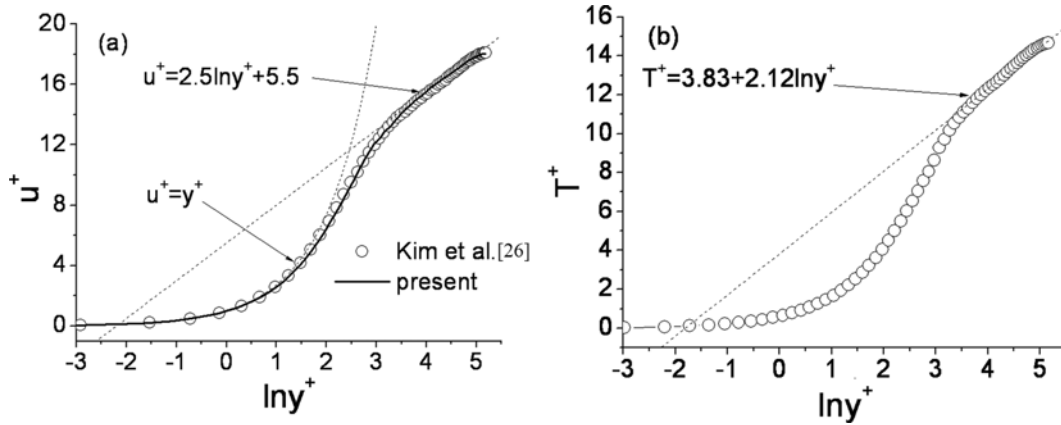 (a)
u⁺=2.5lny⁺+5.5
u⁺=y⁺
Kim et al.[26]
present
20
16
12
8
4
0
u⁺
-3 -2 -1 0 1 2 3 4 5
lny⁺
(b)
T⁺=3.83+2.12lny⁺
16
14
12
10
8
6
4
2
0
T⁺
-3 -2 -1 0 1 2 3 4 5
lny⁺